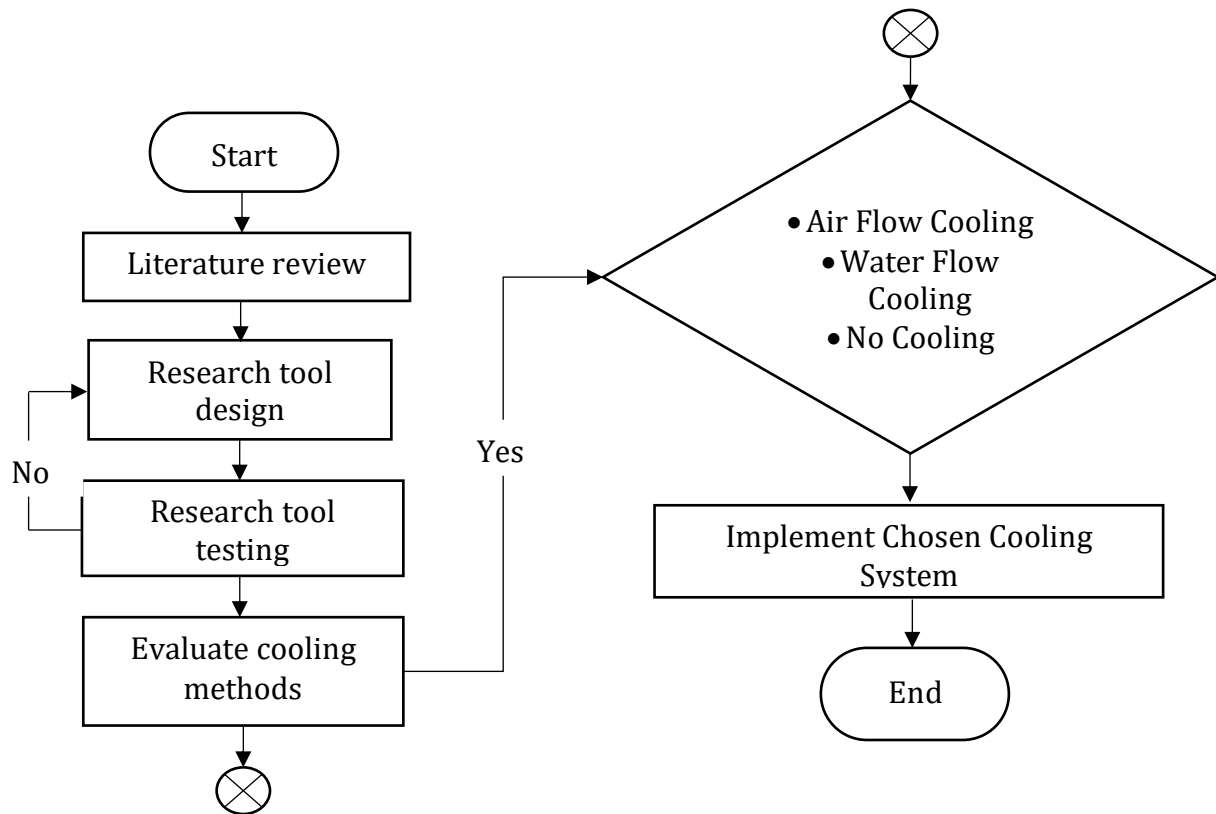 Start
Literature review
Research tool
design
No
Research tool
testing
Evaluate cooling
methods
Yes
• Air Flow Cooling
• Water Flow
Cooling
• No Cooling
Implement Chosen Cooling
System
End